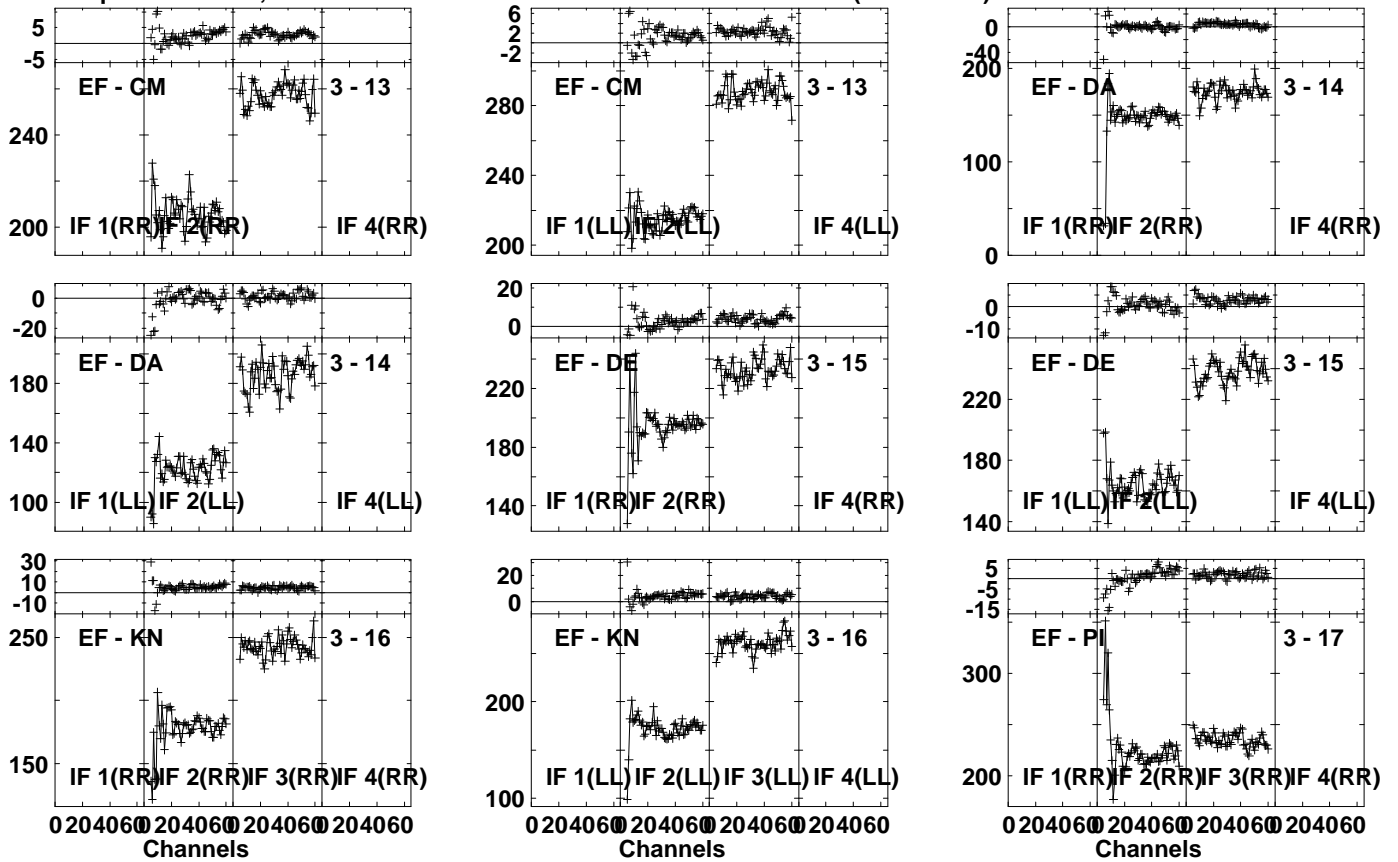 5
-5
EF - CM
3 - 13
240
200
IF 1(RR)
IF 2(RR)
IF 4(RR)
6
2
-2
EF - CM
3 - 13
280
240
200
IF 1(LL)
IF 2(LL)
IF 4(LL)
0
-40
200
EF - DA
3 - 14
100
0
IF 1(RR)
IF 2(RR)
IF 4(RR)
0
-20
EF - DA
3 - 14
180
140
100
IF 1(LL)
IF 2(LL)
IF 4(LL)
20
0
EF - DE
3 - 15
220
180
140
IF 1(RR)
IF 2(RR)
IF 4(RR)
0
-10
EF - DE
3 - 15
220
180
140
IF 1(LL)
IF 2(LL)
IF 4(LL)
30
10
-10
EF - KN
3 - 16
250
150
IF 1(RR)
IF 2(RR)
IF 3(RR)
IF 4(RR)
0 20 40 60 0 20 40 60 0 20 40 60 0 20 40 60
Channels
20
0
EF - KN
3 - 16
200
100
IF 1(LL)
IF 2(LL)
IF 3(LL)
IF 4(LL)
0 20 40 60 0 20 40 60 0 20 40 60 0 20 40 60
Channels
5
-5
-15
EF - PI
3 - 17
300
200
IF 1(RR)
IF 2(RR)
IF 3(RR)
IF 4(RR)
0 20 40 60 0 20 40 60 0 20 40 60 0 20 40 60
Channels